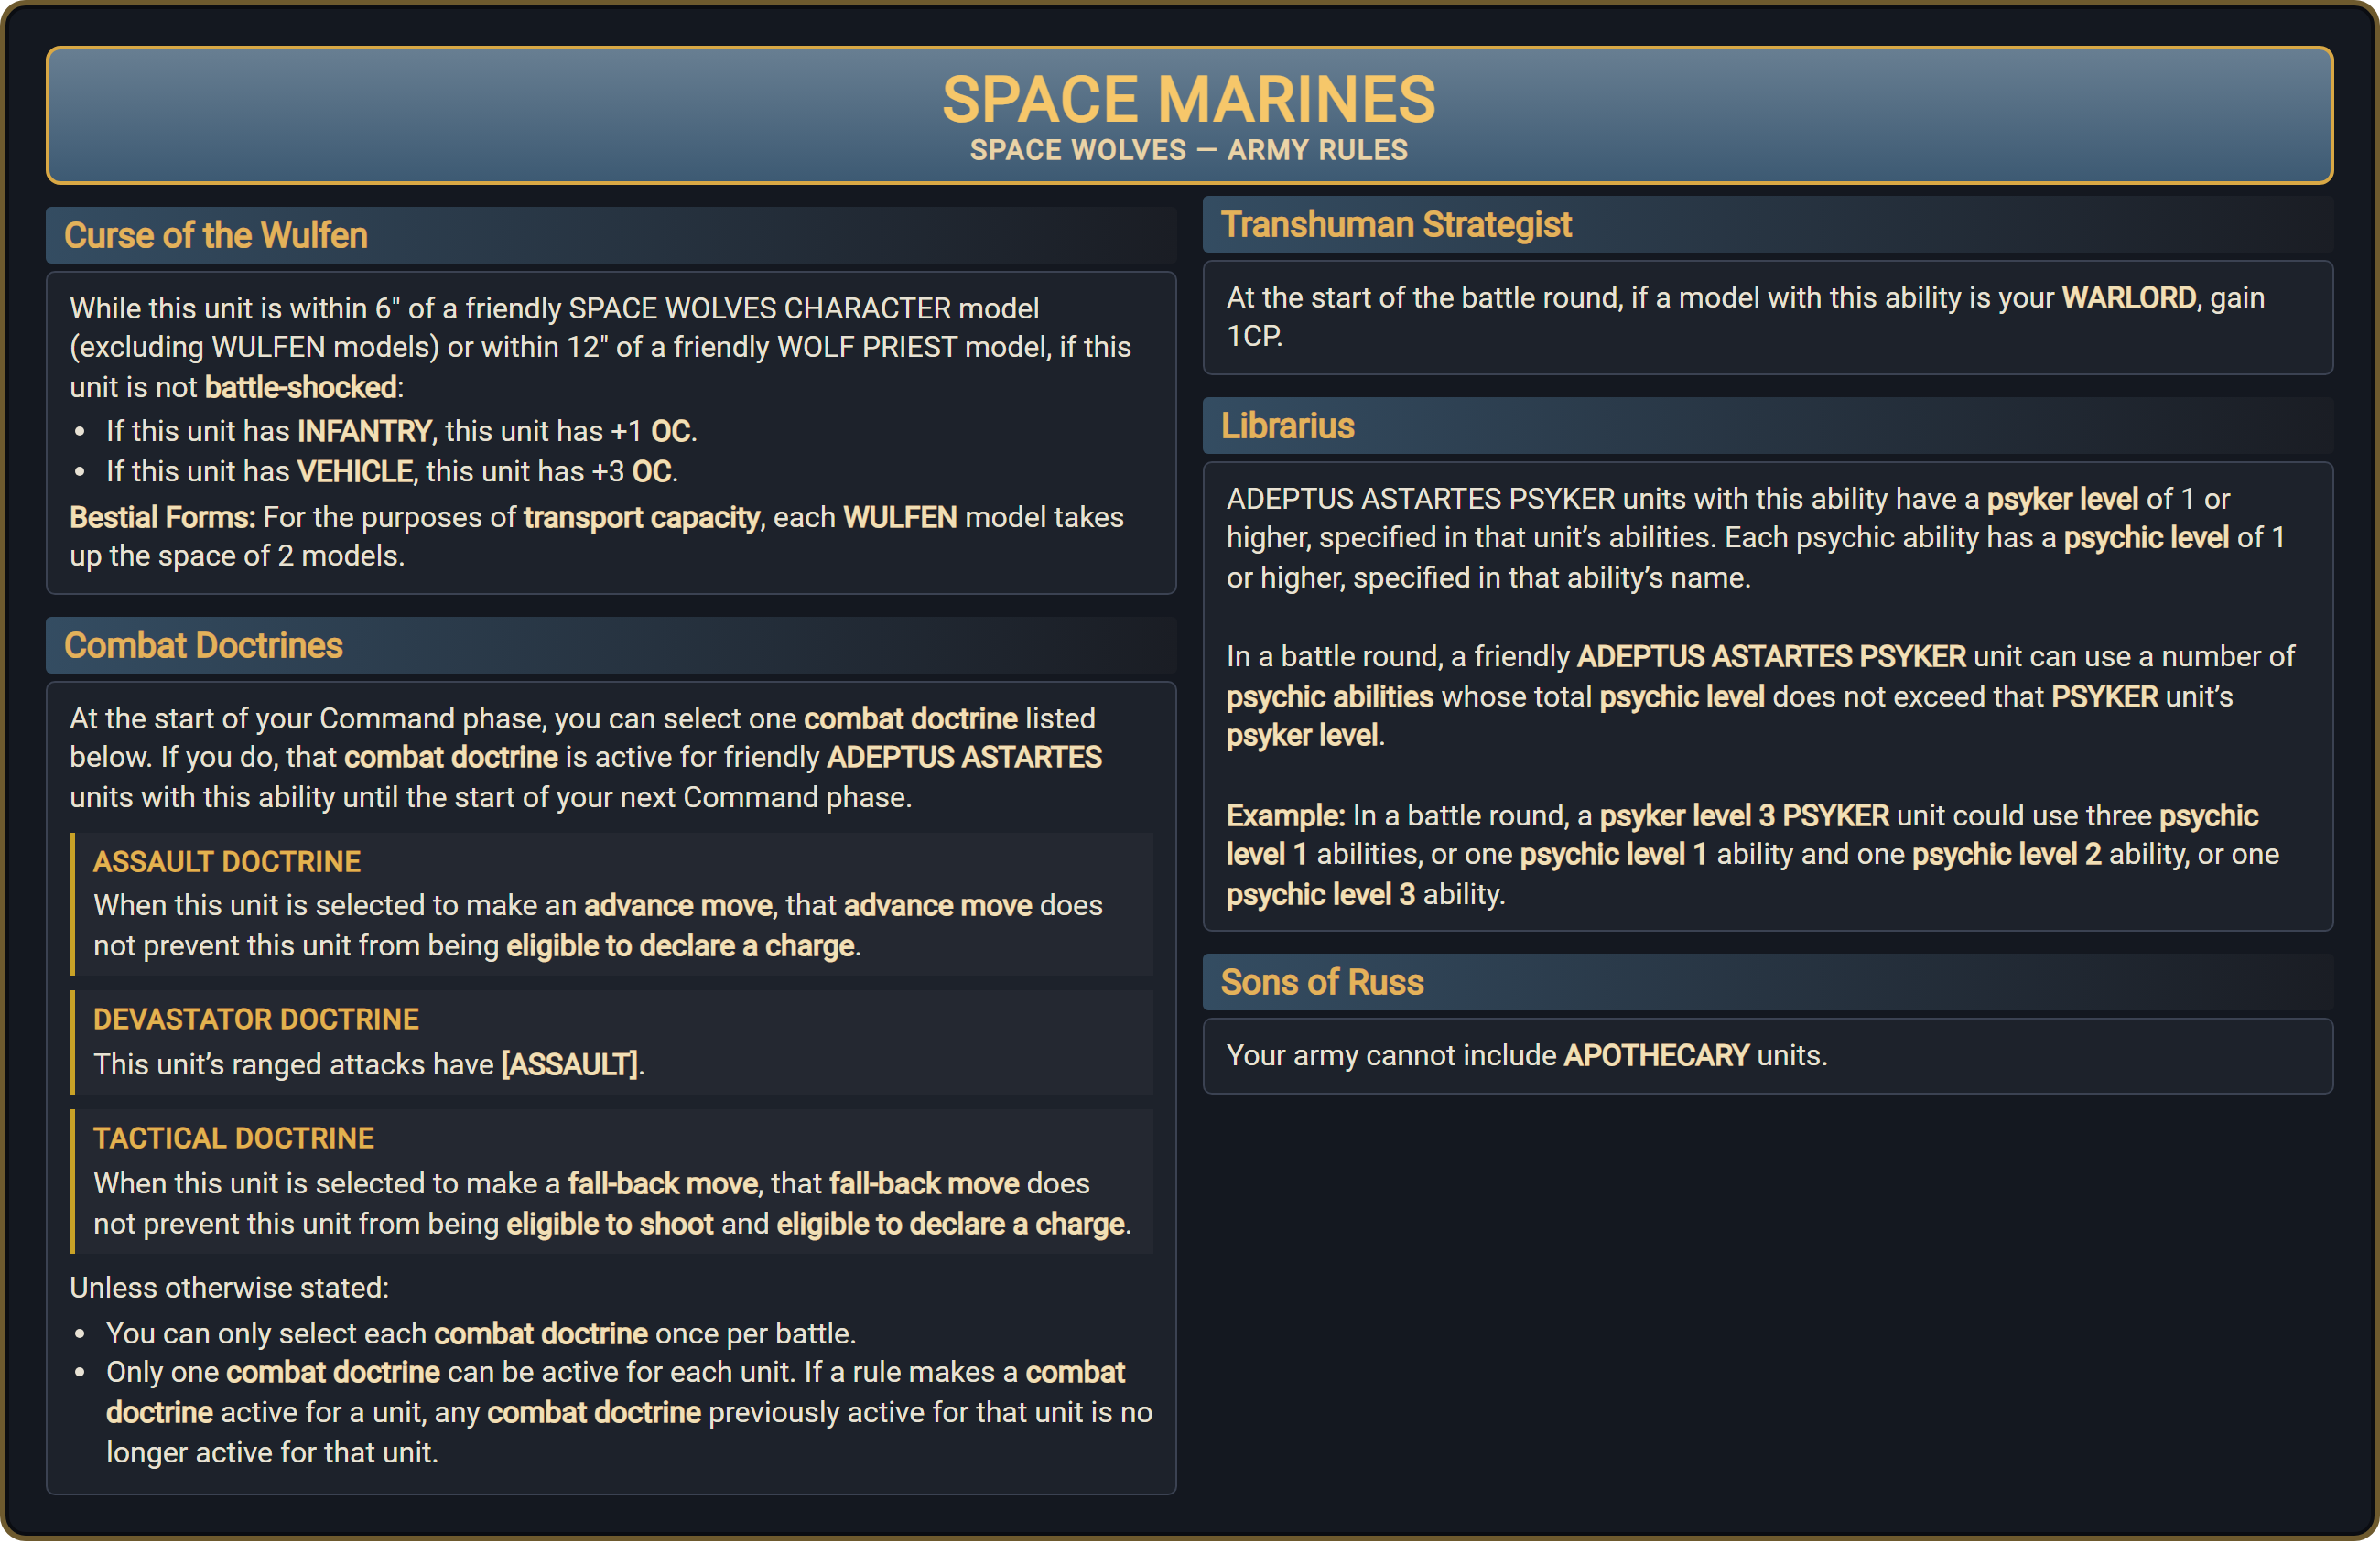 SPACE MARINES
SPACE WOLVES — ARMY RULES
Curse of the Wulfen
While this unit is within 6" of a friendly SPACE WOLVES CHARACTER model
(excluding WULFEN models) or within 12" of a friendly WOLF PRIEST model, if this
unit is not battle-shocked:
• If this unit has INFANTRY, this unit has +1 OC.
• If this unit has VEHICLE, this unit has +3 OC.
Bestial Forms: For the purposes of transport capacity, each WULFEN model takes
up the space of 2 models.
Combat Doctrines
At the start of your Command phase, you can select one combat doctrine listed
below. If you do, that combat doctrine is active for friendly ADEPTUS ASTARTES
units with this ability until the start of your next Command phase.
ASSAULT DOCTRINE
When this unit is selected to make an advance move, that advance move does
not prevent this unit from being eligible to declare a charge.
DEVASTATOR DOCTRINE
This unit’s ranged attacks have [ASSAULT].
TACTICAL DOCTRINE
When this unit is selected to make a fall-back move, that fall-back move does
not prevent this unit from being eligible to shoot and eligible to declare a charge.
Unless otherwise stated:
• You can only select each combat doctrine once per battle.
• Only one combat doctrine can be active for each unit. If a rule makes a combat
doctrine active for a unit, any combat doctrine previously active for that unit is no
longer active for that unit.
Transhuman Strategist
At the start of the battle round, if a model with this ability is your WARLORD, gain
1CP.
Librarius
ADEPTUS ASTARTES PSYKER units with this ability have a psyker level of 1 or
higher, specified in that unit’s abilities. Each psychic ability has a psychic level of 1
or higher, specified in that ability’s name.
In a battle round, a friendly ADEPTUS ASTARTES PSYKER unit can use a number of
psychic abilities whose total psychic level does not exceed that PSYKER unit’s
psyker level.
Example: In a battle round, a psyker level 3 PSYKER unit could use three psychic
level 1 abilities, or one psychic level 1 ability and one psychic level 2 ability, or one
psychic level 3 ability.
Sons of Russ
Your army cannot include APOTHECARY units.